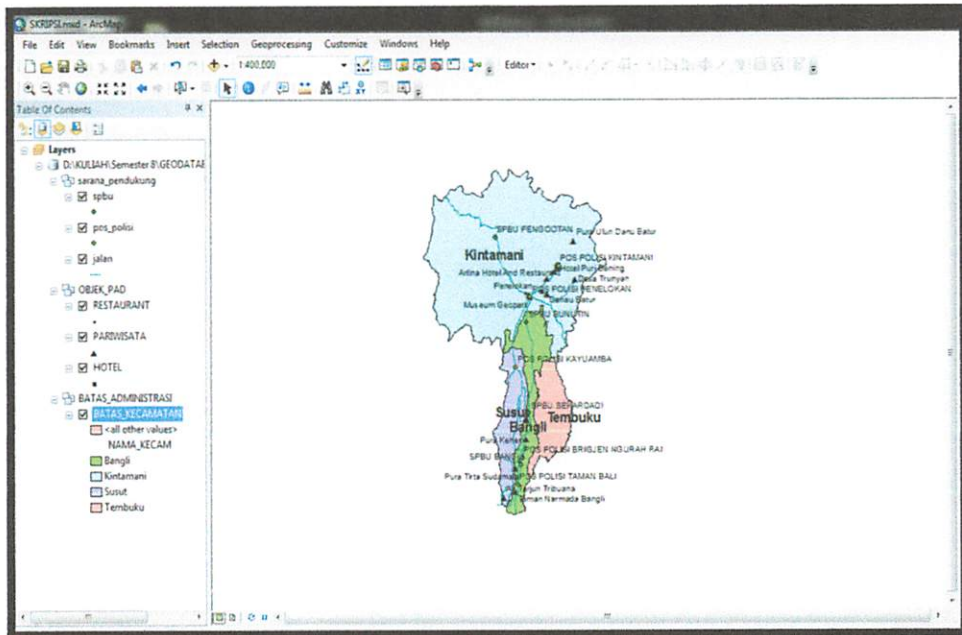 SKRIPSI.mxd - ArcMap
File Edit View Bookmarks Insert Selection Geoprocessing Customize Windows Help
1:400,000
Editor
Table Of Contents
Layers
D:\KULIAH\Semester 8\GEODATAE
sarana_pendukung
spbu
pos_polisi
jalan
OBJEK_PAD
RESTAURANT
PARIWISATA
HOTEL
BATAS_ADMINISTRASI
BATAS_KECAMATAN
<all other values>
NAMA_KECAM
Bangli
Kintamani
Susut
Tembuku
SPBU PENGOTAN
Pura Ulun Danu Batur
Kintamani
POS POLISI KINTAMANI
Hotel Puri Bening
Artina Hotel And Restaurant
Desa Trunyan
Penelokan
POS POLISI PENELOKAN
Danau Batur
Museum Geopark
SPBU BUNUTIN
POS POLISI KAYUAMBA
SPBU SEKARDADI
Susut
Tembuku
Bangli
Pura Kehen
POS POLISI BRIGJEN NGURAH RAI
SPBU BANGLI
Pura Tirta Sudamala
POS POLISI TAMAN BALI
Tribuana
Taman Narmada Bangli